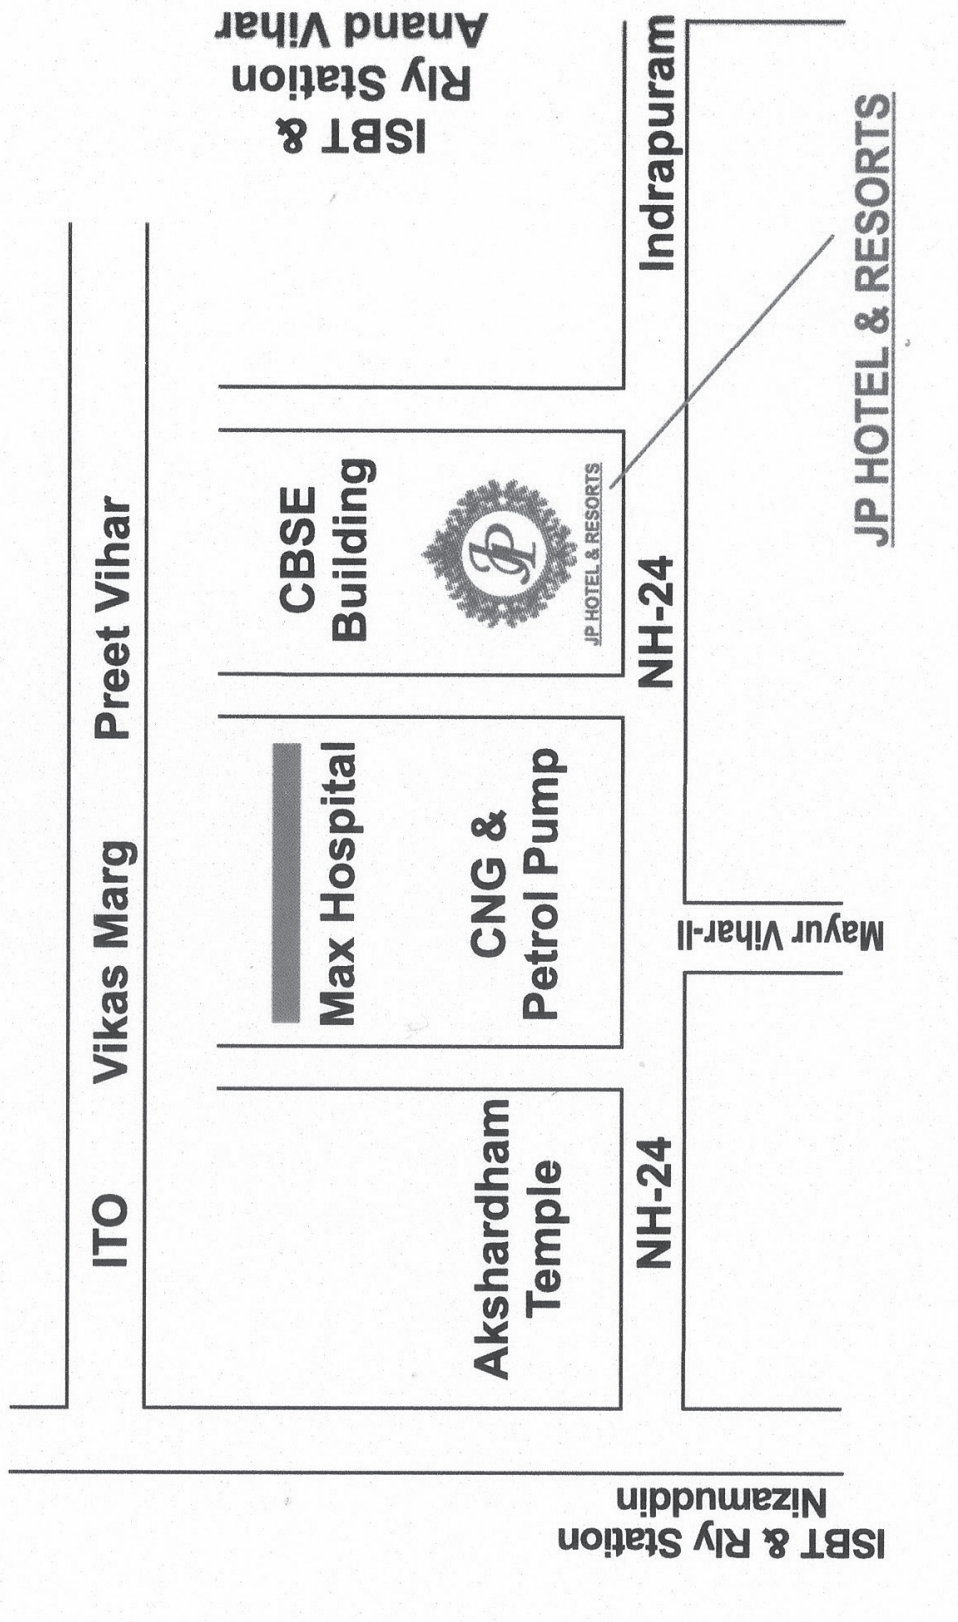 ITO Vikas Marg Preet Vihar
ISBT &
Rly Station
Anand Vihar
Max Hospital
CBSE
Building
Akshardham
Temple
CNG &
Petrol Pump
JP
JP HOTEL & RESORTS
NH-24
NH-24
Indrapuram
ISBT & Rly Station
Nizamuddin
Mayur Vihar-II
JP HOTEL & RESORTS